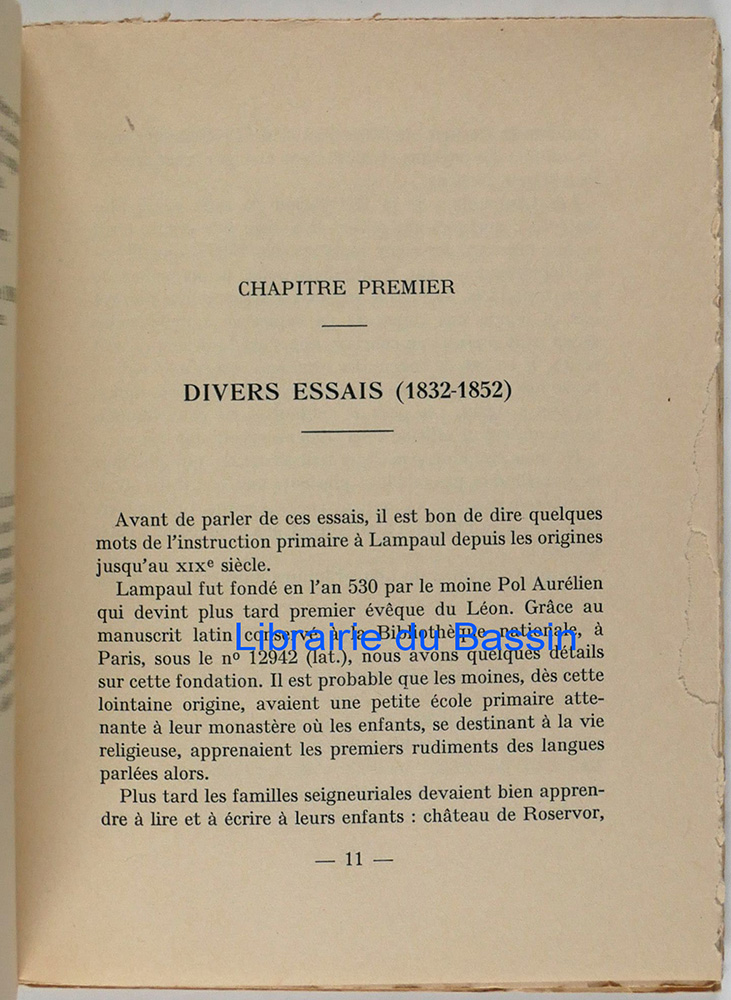 CHAPITRE PREMIER
DIVERS ESSAIS (1832-1852)
Avant de parler de ces essais, il est bon de dire quelques
mots de l'instruction primaire à Lampaul depuis les origines
jusqu'au XIXe siècle.
Lampaul fut fondé en l'an 530 par le moine Pol Aurélien
qui devint plus tard premier évêque du Léon. Grâce au
manuscrit latin conservé à la Bibliothèque nationale, à
Librairie du Bassin
Paris, sous le no 12942 (lat.), nous avons quelques détails
sur cette fondation. Il est probable que les moines, dès cette
lointaine origine, avaient une petite école primaire atte-
nante à leur monastère où les enfants, se destinant à la vie
religieuse, apprenaient les premiers rudiments des langues
parlées alors.
Plus tard les familles seigneuriales devaient bien appren-
dre à lire et à écrire à leurs enfants : château de Roservor,
— 11 —